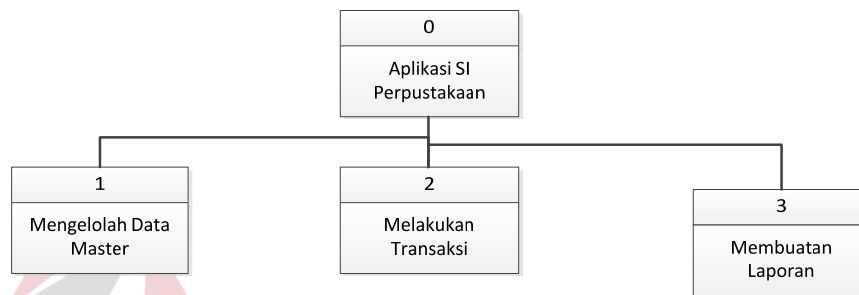 0
Aplikasi SI
Perpustakaan
1
Mengelolah Data
Master
2
Melakukan
Transaksi
3
Membuatan
Laporan